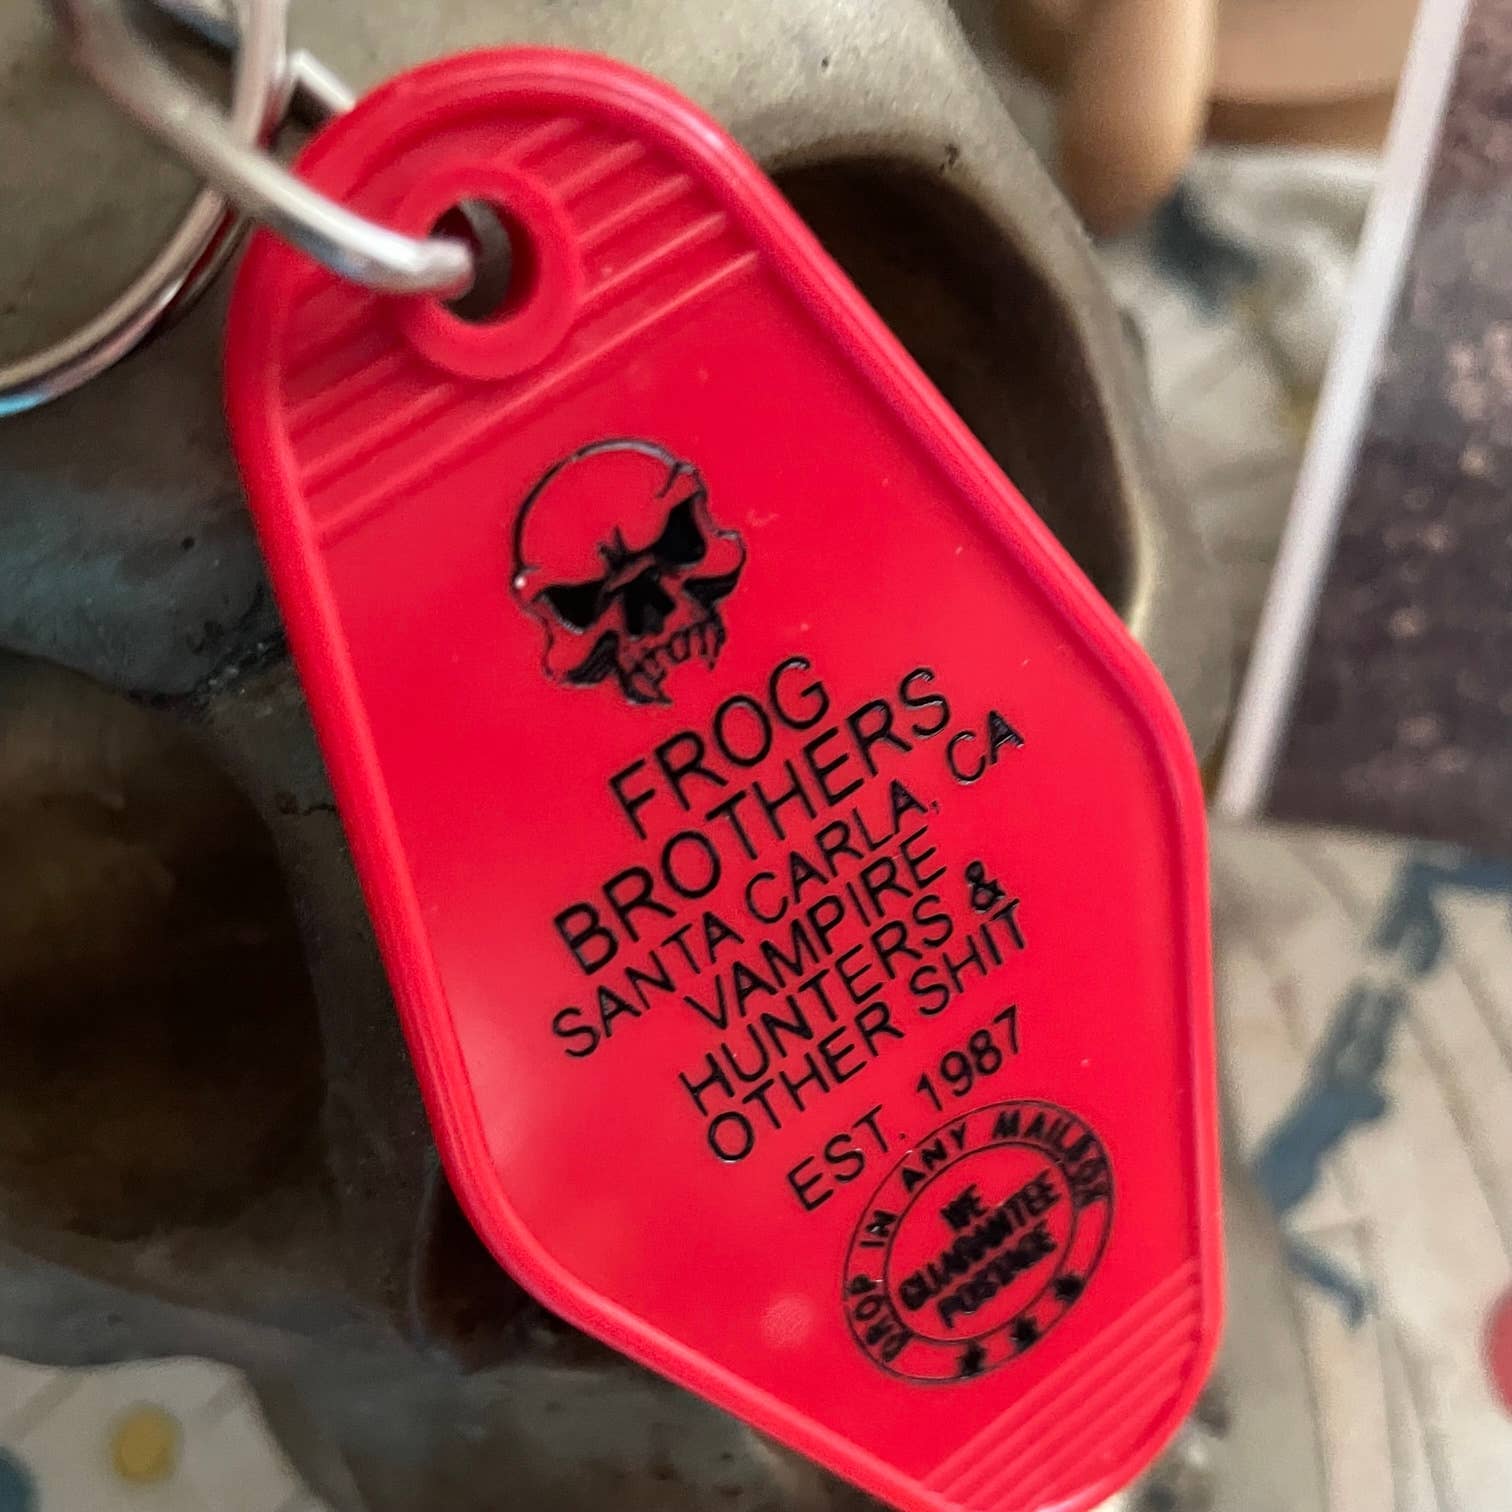 FROG
BROTHERS
SANTA CARLA, CA
VAMPIRE
HUNTERS &
OTHER SHIT
EST. 1987
DROP IN ANY MAILBOX
WE
GUARANTEE
POSTAGE